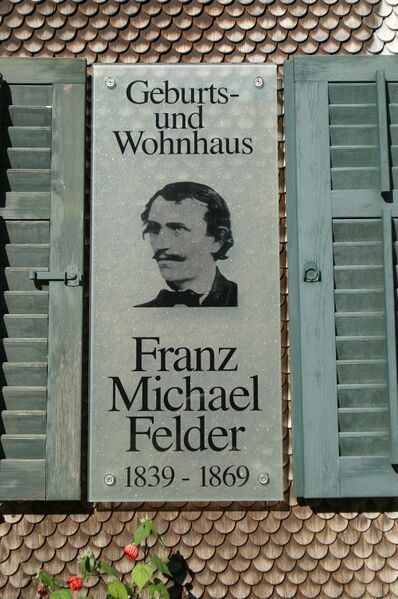 Geburts-
und
Wohnhaus
Franz
Michael
Felder
1839 - 1869